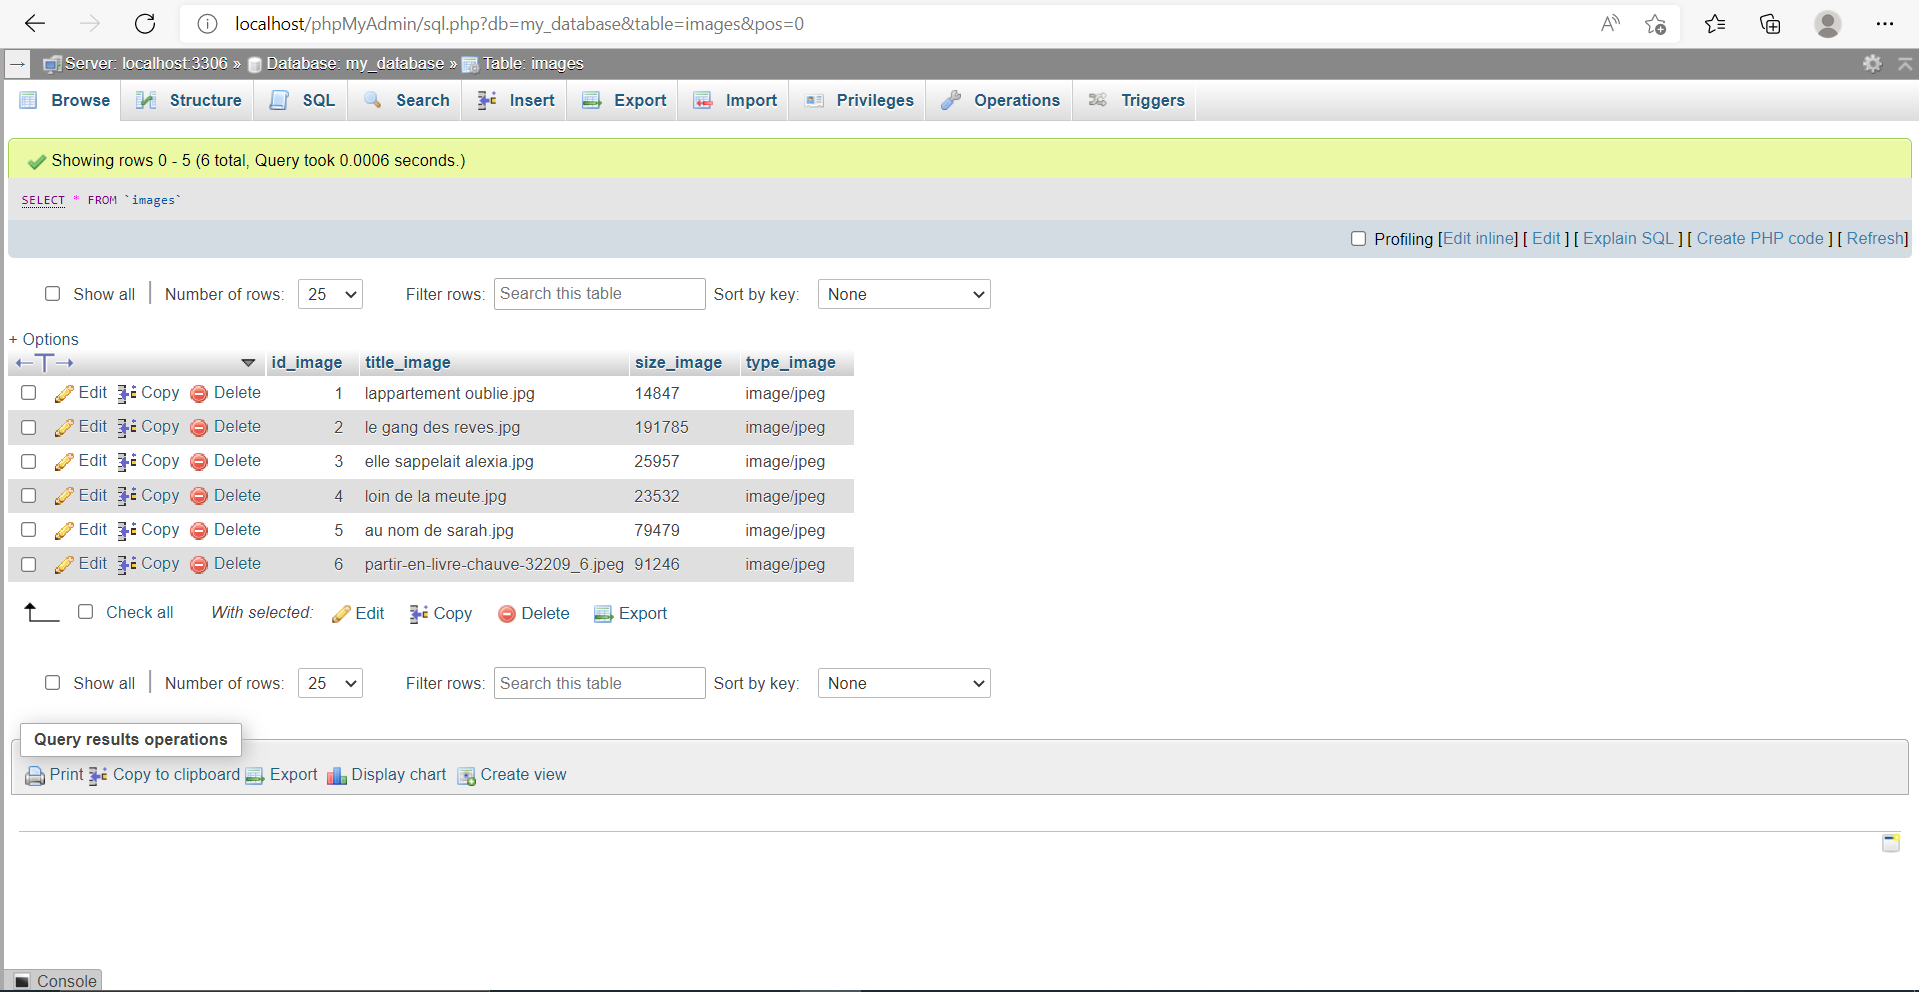 localhost/phpMyAdmin/sql.php?db=my_database&table=images&pos=0
Server: localhost:3306 » Database: my_database » Table: images
Browse Structure SQL Search Insert Export Import Privileges Operations Triggers
Showing rows 0 - 5 (6 total, Query took 0.0006 seconds.)
SELECT * FROM `images`
Profiling [Edit inline] [ Edit ] [ Explain SQL ] [ Create PHP code ] [ Refresh]
Show all Number of rows: 25 Filter rows: Search this table Sort by key: None
+ Options
id_image title_image size_image type_image
Edit Copy Delete 1 lappartement oublie.jpg 14847 image/jpeg
Edit Copy Delete 2 le gang des reves.jpg 191785 image/jpeg
Edit Copy Delete 3 elle sappelait alexia.jpg 25957 image/jpeg
Edit Copy Delete 4 loin de la meute.jpg 23532 image/jpeg
Edit Copy Delete 5 au nom de sarah.jpg 79479 image/jpeg
Edit Copy Delete 6 partir-en-livre-chauve-32209_6.jpeg 91246 image/jpeg
Check all With selected: Edit Copy Delete Export
Show all Number of rows: 25 Filter rows: Search this table Sort by key: None
Query results operations
Print Copy to clipboard Export Display chart Create view
Console